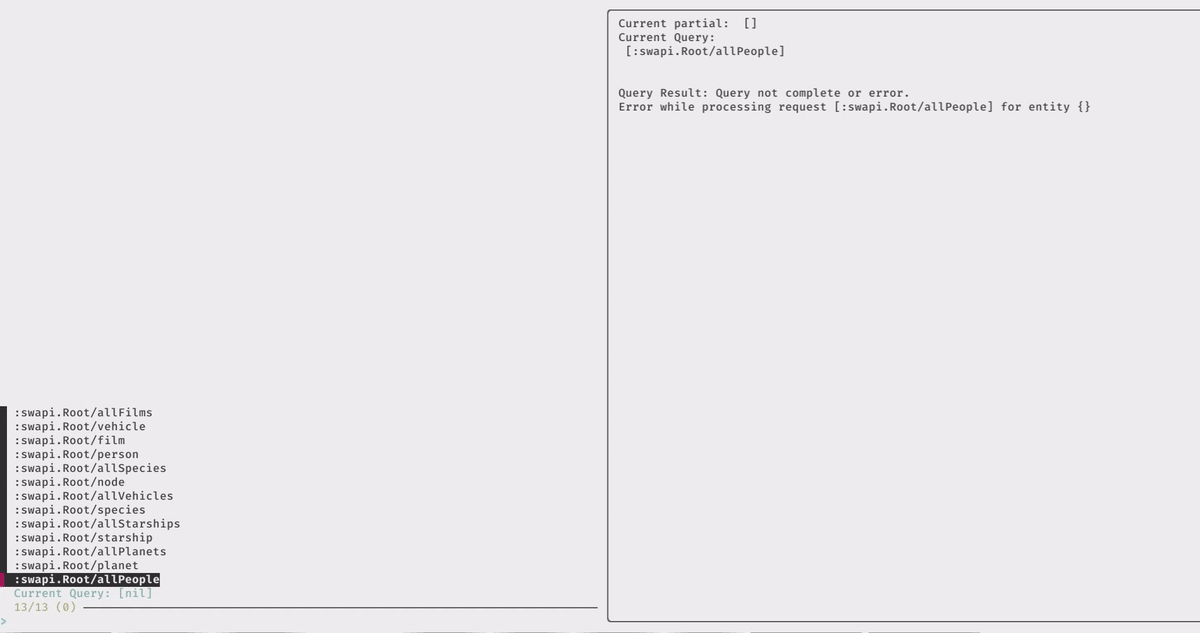 Current partial:  []
Current Query:
[:swapi.Root/allPeople]
Query Result: Query not complete or error.
Error while processing request [:swapi.Root/allPeople] for entity {}
:swapi.Root/allFilms
:swapi.Root/vehicle
:swapi.Root/film
:swapi.Root/person
:swapi.Root/allSpecies
:swapi.Root/node
:swapi.Root/allVehicles
:swapi.Root/species
:swapi.Root/allStarships
:swapi.Root/starship
:swapi.Root/allPlanets
:swapi.Root/planet
:swapi.Root/allPeople
Current Query: [nil]
13/13 (0)
>